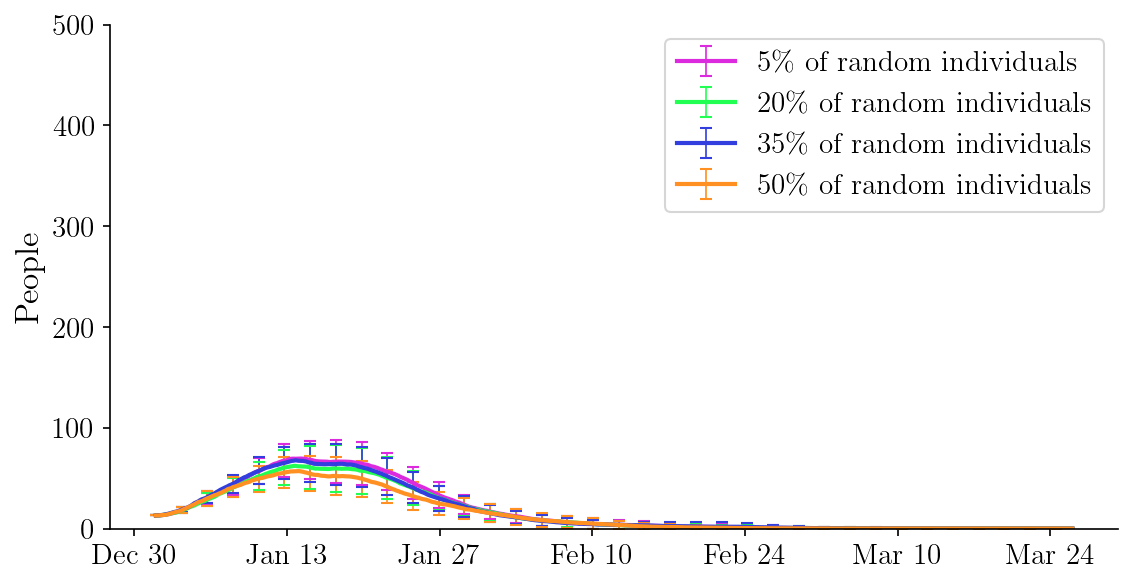 500
400
300
200
100
0
People
5% of random individuals
20% of random individuals
35% of random individuals
50% of random individuals
Dec 30 Jan 13 Jan 27 Feb 10 Feb 24 Mar 10 Mar 24